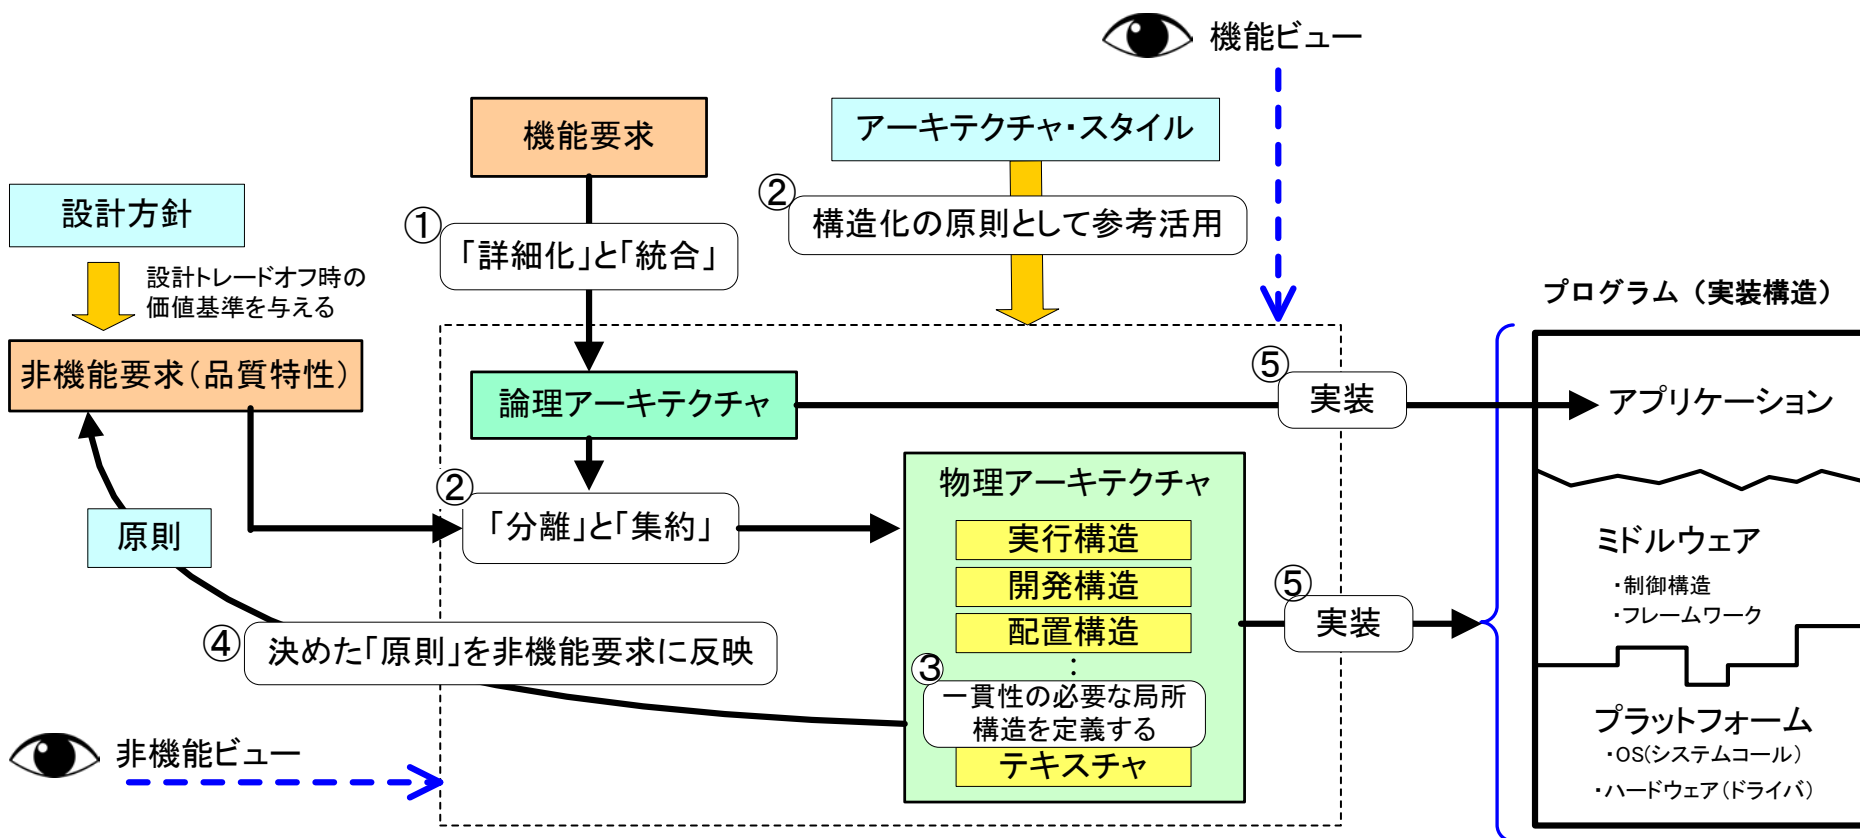 機能ビュー
機能要求
アーキテクチャ・スタイル
設計方針
①
「詳細化」と「統合」
②
構造化の原則として参考活用
設計トレードオフ時の
価値基準を与える
プログラム（実装構造）
非機能要求（品質特性）
論理アーキテクチャ
⑤
実装
アプリケーション
②
「分離」と「集約」
物理アーキテクチャ
実行構造
開発構造
配置構造
：
③
一貫性の必要な局所
構造を定義する
テキスチャ
原則
④
決めた「原則」を非機能要求に反映
⑤
実装
ミドルウェア
・制御構造
・フレームワーク
プラットフォーム
・OS(システムコール)
・ハードウェア(ドライバ)
非機能ビュー